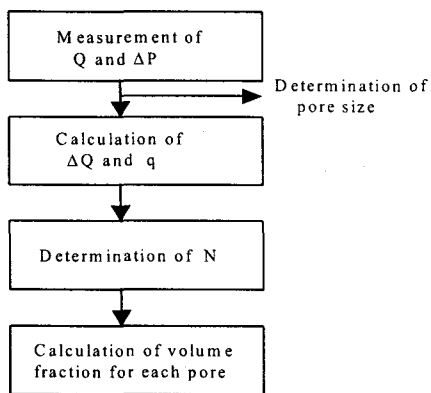 Measurement of
Q and ΔP
Determination of
pore size
Calculation of
ΔQ and q
Determination of N
Calculation of volume
fraction for each pore